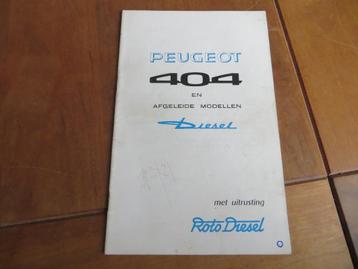 PEUGEOT
404
EN
AFGELEIDE MODELLEN
Diesel
met uitrusting
Roto Diesel